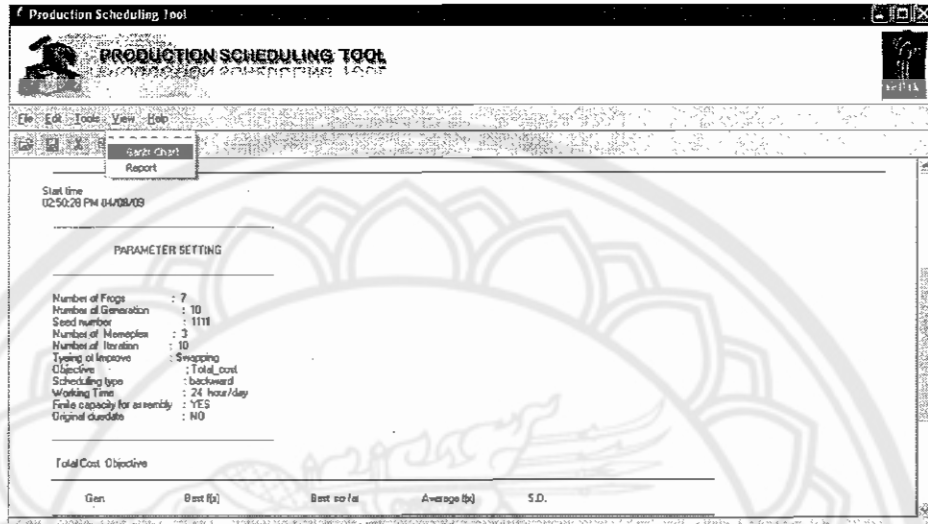 Production Scheduling Tool
PRODUCTION SCHEDULING TOOL
File Edit Tools View Help
Gantt Chart
Report
Start time
02:50:28 PM 04/08/09
PARAMETER SETTING
Number of Frogs : 7
Number of Generation : 10
Seed number : 1111
Number of Memeplex : 3
Number of Iteration : 10
Typing of Improve : Swapping
Objective : Total_cost
Scheduling type : backward
Working Time : 24 hour/day
Finite capacity for assembly : YES
Original duedate : NO
Total Cost Objective
Gen. Best f(x) Best so far Average f(x) S.D.